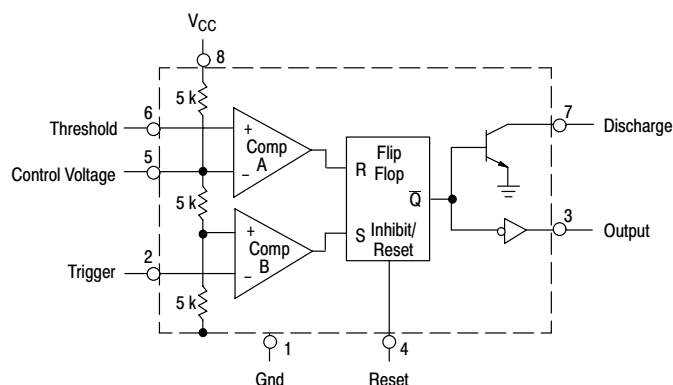 VCC
8
5 k
6
Threshold
+
Comp
A
−
5
Control Voltage
5 k
R
Flip
Flop
Q̅
S
Inhibit/
Reset
7
Discharge
+
Comp
B
−
3
Output
2
Trigger
5 k
1
Gnd
4
Reset